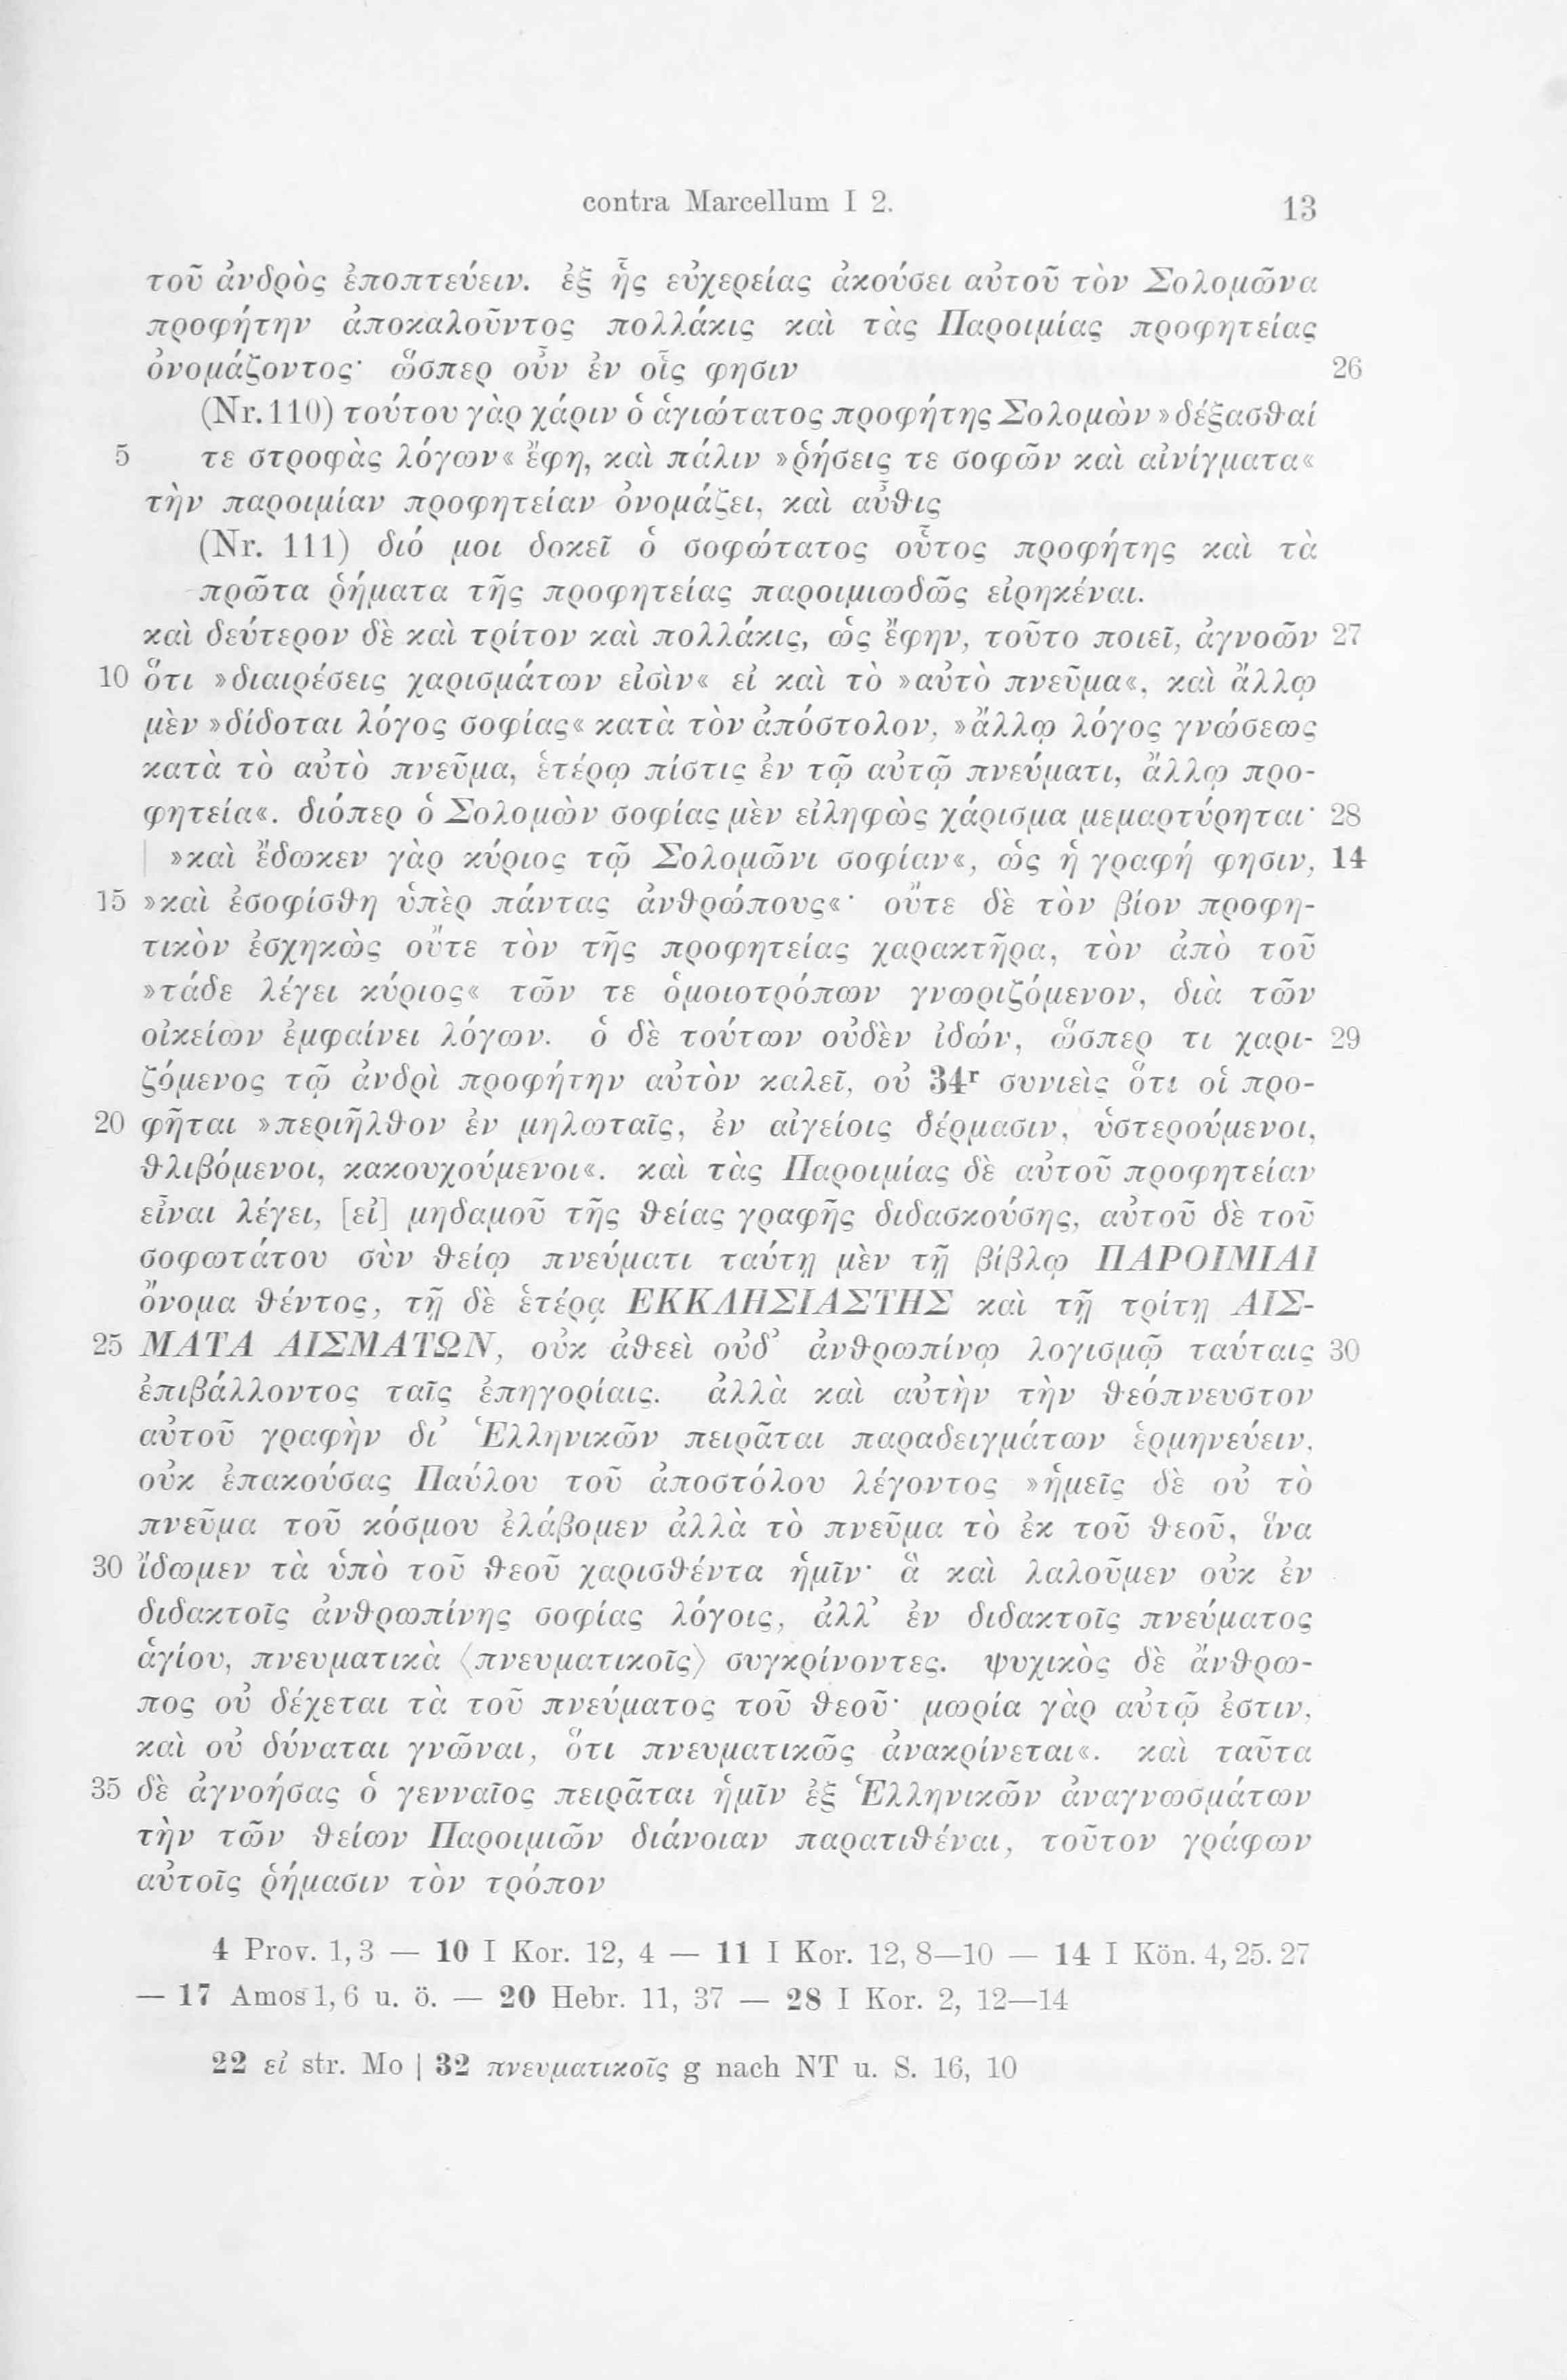 contra Marcellum I 2. 13
τοῦ ἀνδρὸς ἐποπτεύειν. ἐξ ἧς εὐχερείας ἀκούσει αὐτοῦ τὸν Σολομῶνα
προφήτην ἀποκαλοῦντος πολλάκις καὶ τὰς Παροιμίας προφητείας
ὀνομάζοντος· ὥσπερ οὖν ἐν οἷς φησιν 26
(Nr. 110) τούτου γὰρ χάριν ὁ ἁγιώτατος προφήτης Σολομὼν »δέξασθαί
5 τε στροφὰς λόγων« ἔφη, καὶ πάλιν »ῥήσεις τε σοφῶν καὶ αἰνίγματα«
τὴν παροιμίαν προφητείαν ὀνομάζει, καὶ αὖθις
(Nr. 111) διό μοι δοκεῖ ὁ σοφώτατος οὗτος προφήτης καὶ τὰ
πρῶτα ῥήματα τῆς προφητείας παροιμιωδῶς εἰρηκέναι.
καὶ δεύτερον δὲ καὶ τρίτον καὶ πολλάκις, ὡς ἔφην, τοῦτο ποιεῖ, ἀγνοῶν 27
10 ὅτι »διαιρέσεις χαρισμάτων εἰσὶν« εἰ καὶ τὸ »αὐτὸ πνεῦμα«, καὶ ἄλλῳ
μὲν »δίδοται λόγος σοφίας« κατὰ τὸν ἀπόστολον, »ἄλλῳ λόγος γνώσεως
κατὰ τὸ αὐτὸ πνεῦμα, ἑτέρῳ πίστις ἐν τῷ αὐτῷ πνεύματι, ἄλλῳ προ-
φητεία«. διόπερ ὁ Σολομὼν σοφίας μὲν εἰληφὼς χάρισμα μεμαρτύρηται· 28
| »καὶ ἔδωκεν γὰρ κύριος τῷ Σολομῶνι σοφίαν«, ὡς ἡ γραφή φησιν, 14
15 »καὶ ἐσοφίσθη ὑπὲρ πάντας ἀνθρώπους«· οὔτε δὲ τὸν βίον προφη-
τικὸν ἐσχηκὼς οὔτε τὸν τῆς προφητείας χαρακτῆρα, τὸν ἀπὸ τοῦ
»τάδε λέγει κύριος« τῶν τε ὁμοιοτρόπων γνωριζόμενον, διὰ τῶν
οἰκείων ἐμφαίνει λόγων. ὁ δὲ τούτων οὐδὲν ἰδών, ὥσπερ τι χαρι- 29
ζόμενος τῷ ἀνδρὶ προφήτην αὐτὸν καλεῖ, οὐ 34ʳ συνιεὶς ὅτι οἱ προ-
20 φῆται »περιῆλθον ἐν μηλωταῖς, ἐν αἰγείοις δέρμασιν, ὑστερούμενοι,
θλιβόμενοι, κακουχούμενοι«. καὶ τὰς Παροιμίας δὲ αὐτοῦ προφητείαν
εἶναι λέγει, [εἰ] μηδαμοῦ τῆς θείας γραφῆς διδασκούσης, αὐτοῦ δὲ τοῦ
σοφωτάτου σὺν θείῳ πνεύματι ταύτῃ μὲν τῇ βίβλῳ ΠΑΡΟΙΜΙΑΙ
ὄνομα θέντος, τῇ δὲ ἑτέρᾳ ΕΚΚΛΗΣΙΑΣΤΗΣ καὶ τῇ τρίτῃ ΑΙΣ-
25 ΜΑΤΑ ΑΙΣΜΑΤΩΝ, οὐκ ἀθεεὶ οὐδ᾽ ἀνθρωπίνῳ λογισμῷ ταύταις 30
ἐπιβάλλοντος ταῖς ἐπηγορίαις. ἀλλὰ καὶ αὐτὴν τὴν θεόπνευστον
αὐτοῦ γραφὴν δι᾽ Ἑλληνικῶν πειρᾶται παραδειγμάτων ἑρμηνεύειν,
οὐκ ἐπακούσας Παύλου τοῦ ἀποστόλου λέγοντος »ἡμεῖς δὲ οὐ τὸ
πνεῦμα τοῦ κόσμου ἐλάβομεν ἀλλὰ τὸ πνεῦμα τὸ ἐκ τοῦ θεοῦ, ἵνα
30 ἴδωμεν τὰ ὑπὸ τοῦ θεοῦ χαρισθέντα ἡμῖν· ἃ καὶ λαλοῦμεν οὐκ ἐν
διδακτοῖς ἀνθρωπίνης σοφίας λόγοις, ἀλλ᾽ ἐν διδακτοῖς πνεύματος
ἁγίου, πνευματικὰ ⟨πνευματικοῖς⟩ συγκρίνοντες. ψυχικὸς δὲ ἄνθρω-
πος οὐ δέχεται τὰ τοῦ πνεύματος τοῦ θεοῦ· μωρία γὰρ αὐτῷ ἐστιν,
καὶ οὐ δύναται γνῶναι, ὅτι πνευματικῶς ἀνακρίνεται«. καὶ ταῦτα
35 δὲ ἀγνοήσας ὁ γενναῖος πειρᾶται ἡμῖν ἐξ Ἑλληνικῶν ἀναγνωσμάτων
τὴν τῶν θείων Παροιμιῶν διάνοιαν παρατιθέναι, τοῦτον γράφων
αὐτοῖς ῥήμασιν τὸν τρόπον
4 Prov. 1, 3 — 10 I Kor. 12, 4 — 11 I Kor. 12, 8—10 — 14 I Kön. 4, 25. 27
— 17 Amos 1, 6 u. ö. — 20 Hebr. 11, 37 — 28 I Kor. 2, 12—14
22 εἰ str. Mo | 32 πνευματικοῖς g nach NT u. S. 16, 10